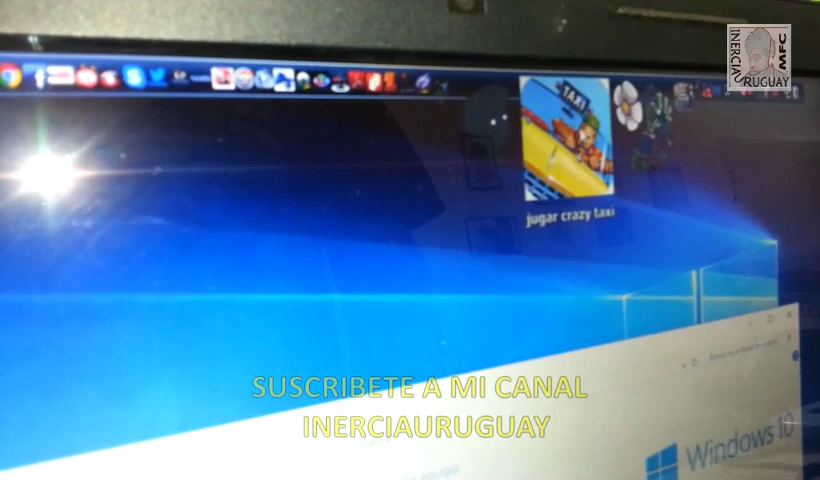 INERCIA
MFC
URUGUAY
TAXI
jugar crazy taxi
SUSCRIBETE A MI CANAL
INERCIAURUGUAY
Windows 10